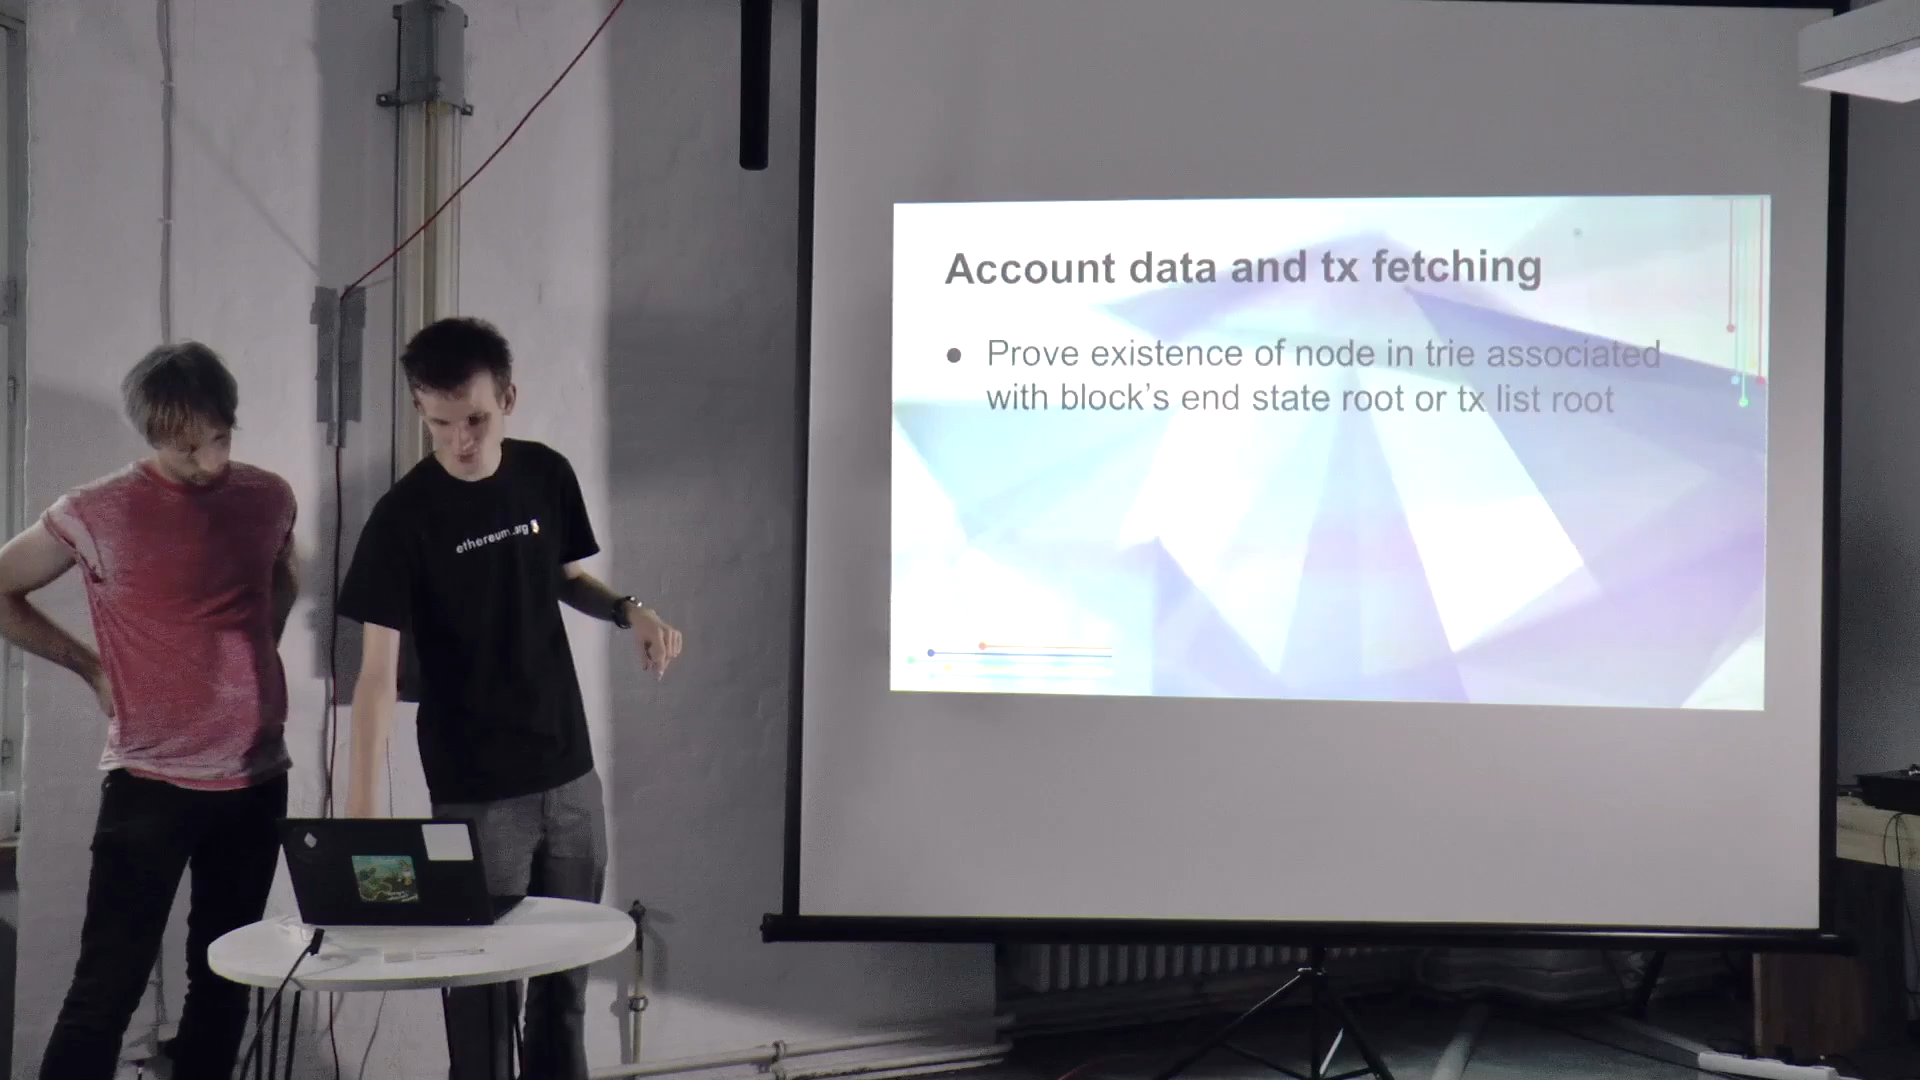 Account data and tx fetching
● Prove existence of node in trie associated
with block's end state root or tx list root
ethereum.org